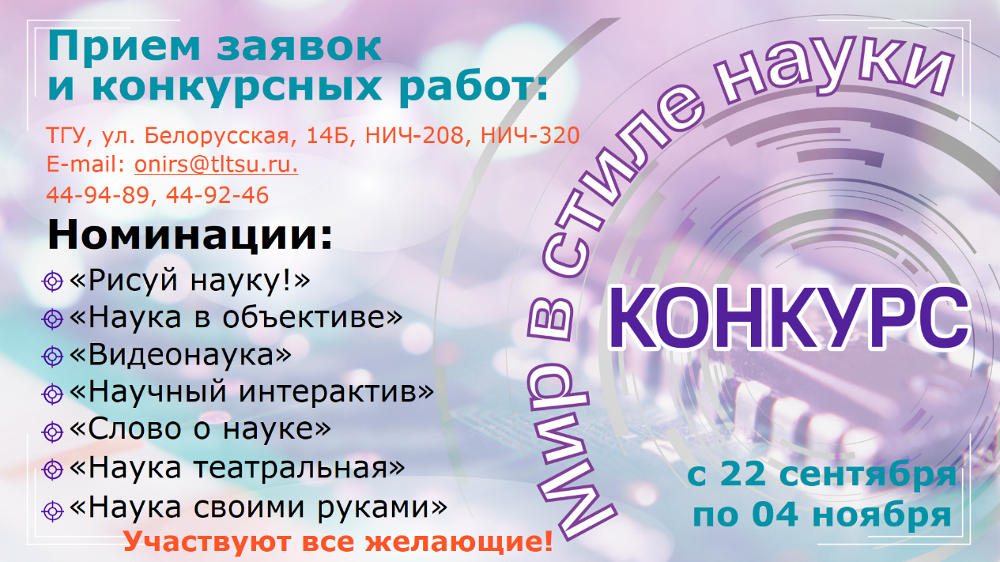 Прием заявок
и конкурсных работ:
ТГУ, ул. Белорусская, 14Б, НИЧ-208, НИЧ-320
E-mail: onirs@tltsu.ru.
44-94-89, 44-92-46
Номинации:
«Рисуй науку!»
«Наука в объективе»
«Видеонаука»
«Научный интерактив»
«Слово о науке»
«Наука театральная»
«Наука своими руками»
Участвуют все желающие!
Мир в стиле науки
КОНКУРС
с 22 сентября
по 04 ноября